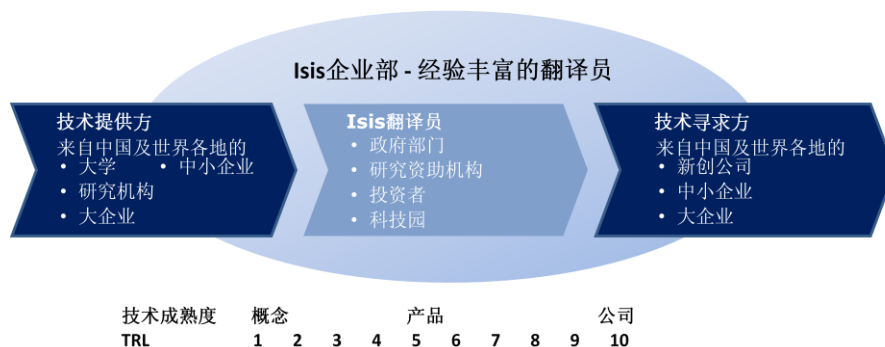 Isis企业部 - 经验丰富的翻译员
技术提供方
来自中国及世界各地的
• 大学 • 中小企业
• 研究机构
• 大企业
Isis翻译员
• 政府部门
• 研究资助机构
• 投资者
• 科技园
技术寻求方
来自中国及世界各地的
• 新创公司
• 中小企业
• 大企业
技术成熟度 概念 产品 公司
TRL 1 2 3 4 5 6 7 8 9 10